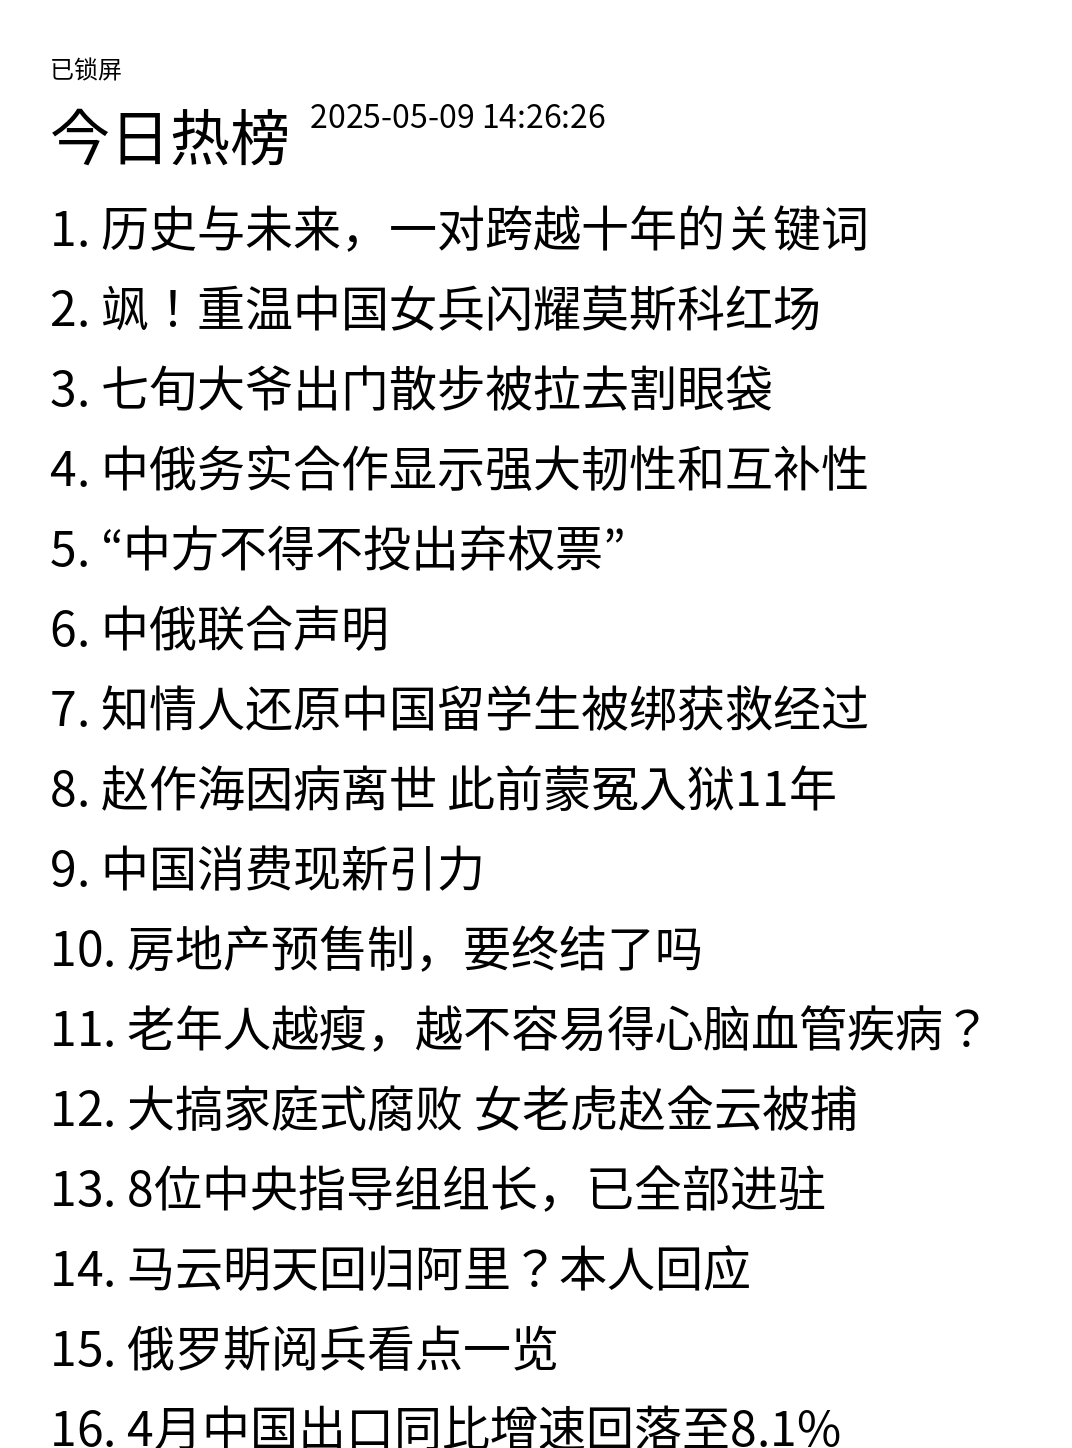 已锁屏
今日热榜 2025-05-09 14:26:26
1. 历史与未来，一对跨越十年的关键词
2. 飒！重温中国女兵闪耀莫斯科红场
3. 七旬大爷出门散步被拉去割眼袋
4. 中俄务实合作显示强大韧性和互补性
5. “中方不得不投出弃权票”
6. 中俄联合声明
7. 知情人还原中国留学生被绑获救经过
8. 赵作海因病离世 此前蒙冤入狱11年
9. 中国消费现新引力
10. 房地产预售制，要终结了吗
11. 老年人越瘦，越不容易得心脑血管疾病？
12. 大搞家庭式腐败 女老虎赵金云被捕
13. 8位中央指导组组长，已全部进驻
14. 马云明天回归阿里？本人回应
15. 俄罗斯阅兵看点一览
16. 4月中国出口同比增速回落至8.1%